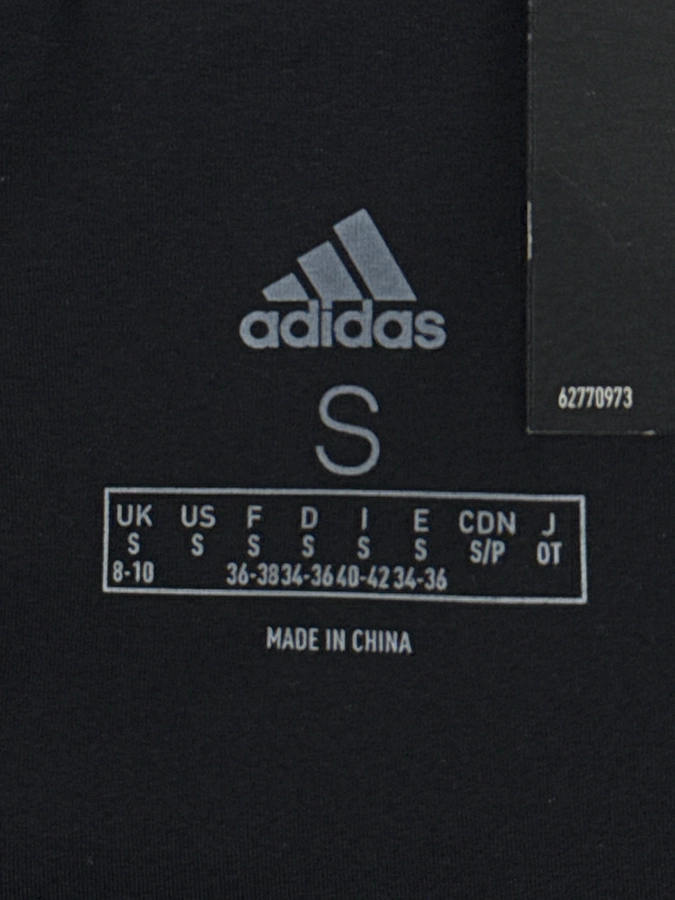 adidas
S
62770973
UK US F D I E CDN J
S S S S S S S/P OT
8-10 36-38 34-36 40-42 34-36
MADE IN CHINA